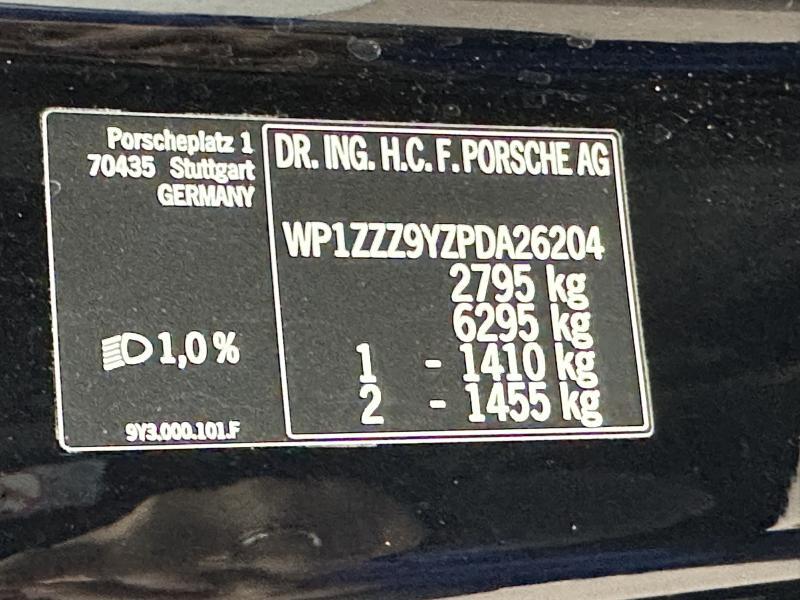 Porscheplatz 1
70435 Stuttgart
GERMANY
1,0 %
9Y3.000.101.F
DR. ING. H.C. F. PORSCHE AG
WP1ZZZ9YZPDA26204
2795 kg
6295 kg
1 - 1410 kg
2 - 1455 kg